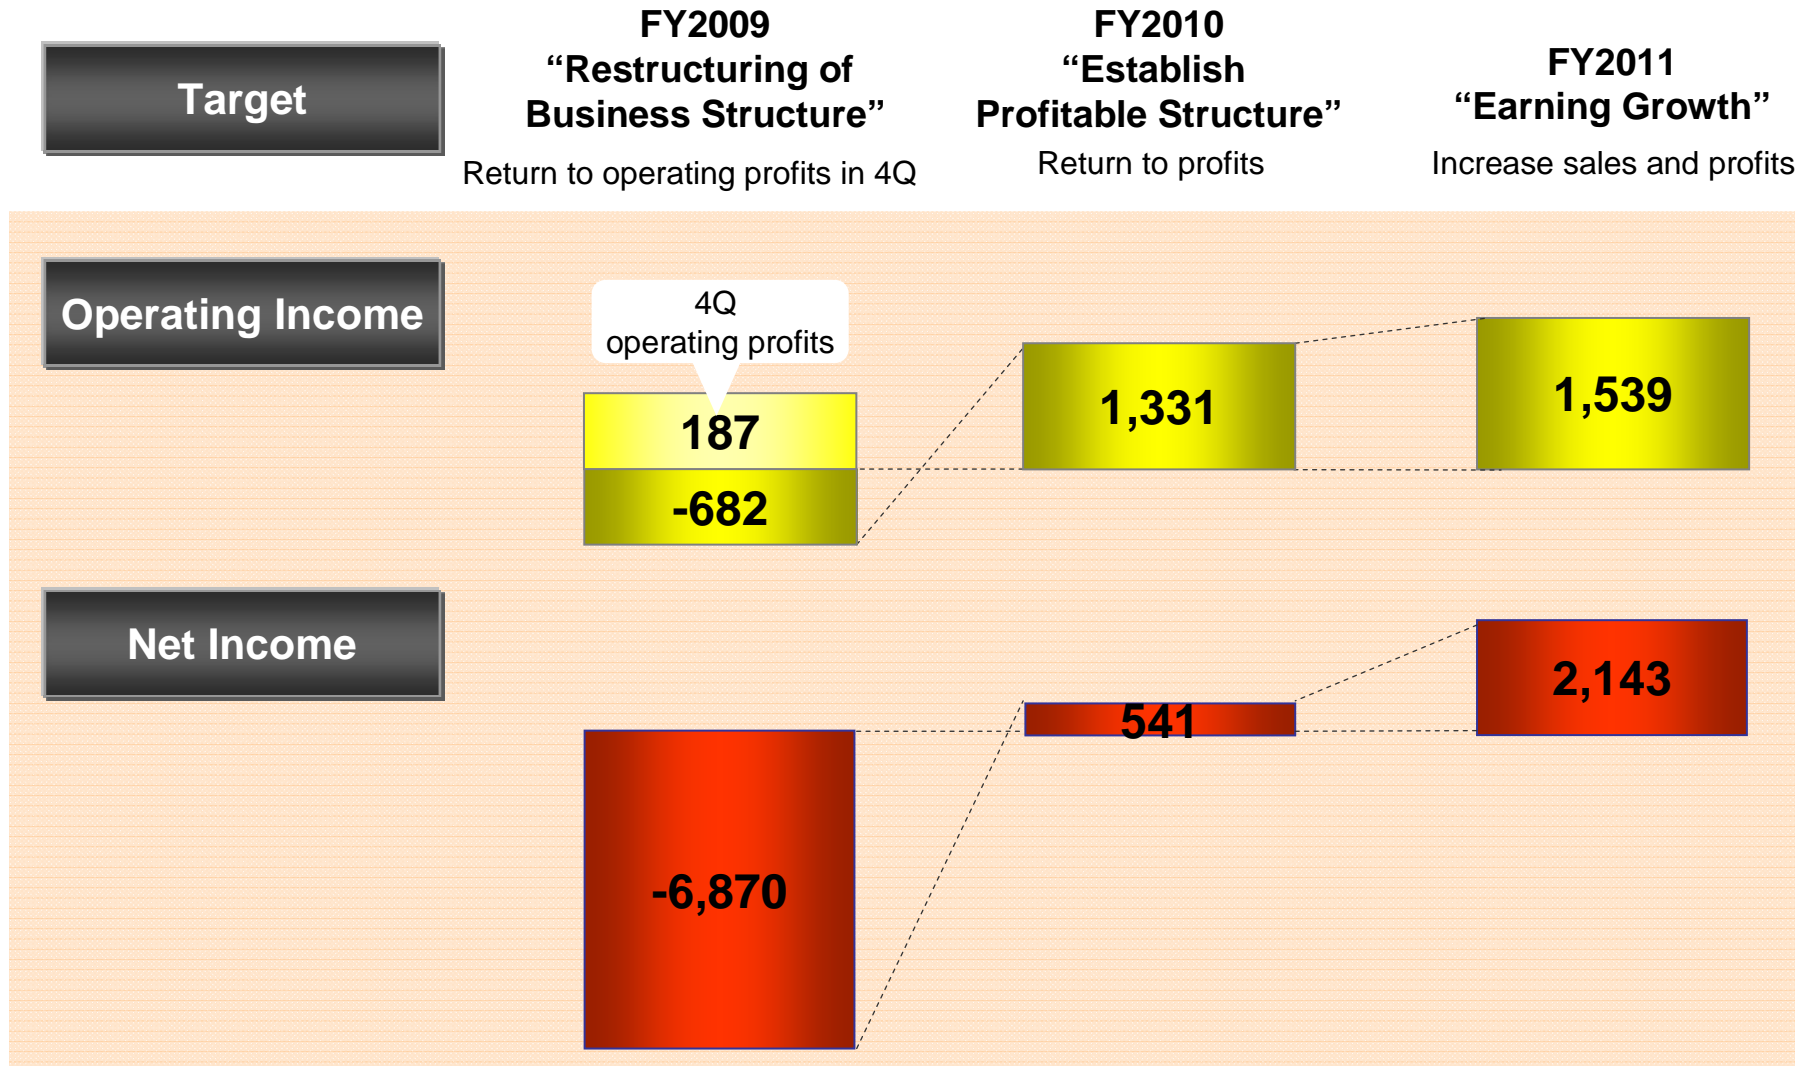 Target
FY2009
“Restructuring of
Business Structure”
Return to operating profits in 4Q
FY2010
“Establish
Profitable Structure”
Return to profits
FY2011
“Earning Growth”
Increase sales and profits
Operating Income
4Q
operating profits
187
-682
1,331
1,539
Net Income
-6,870
541
2,143